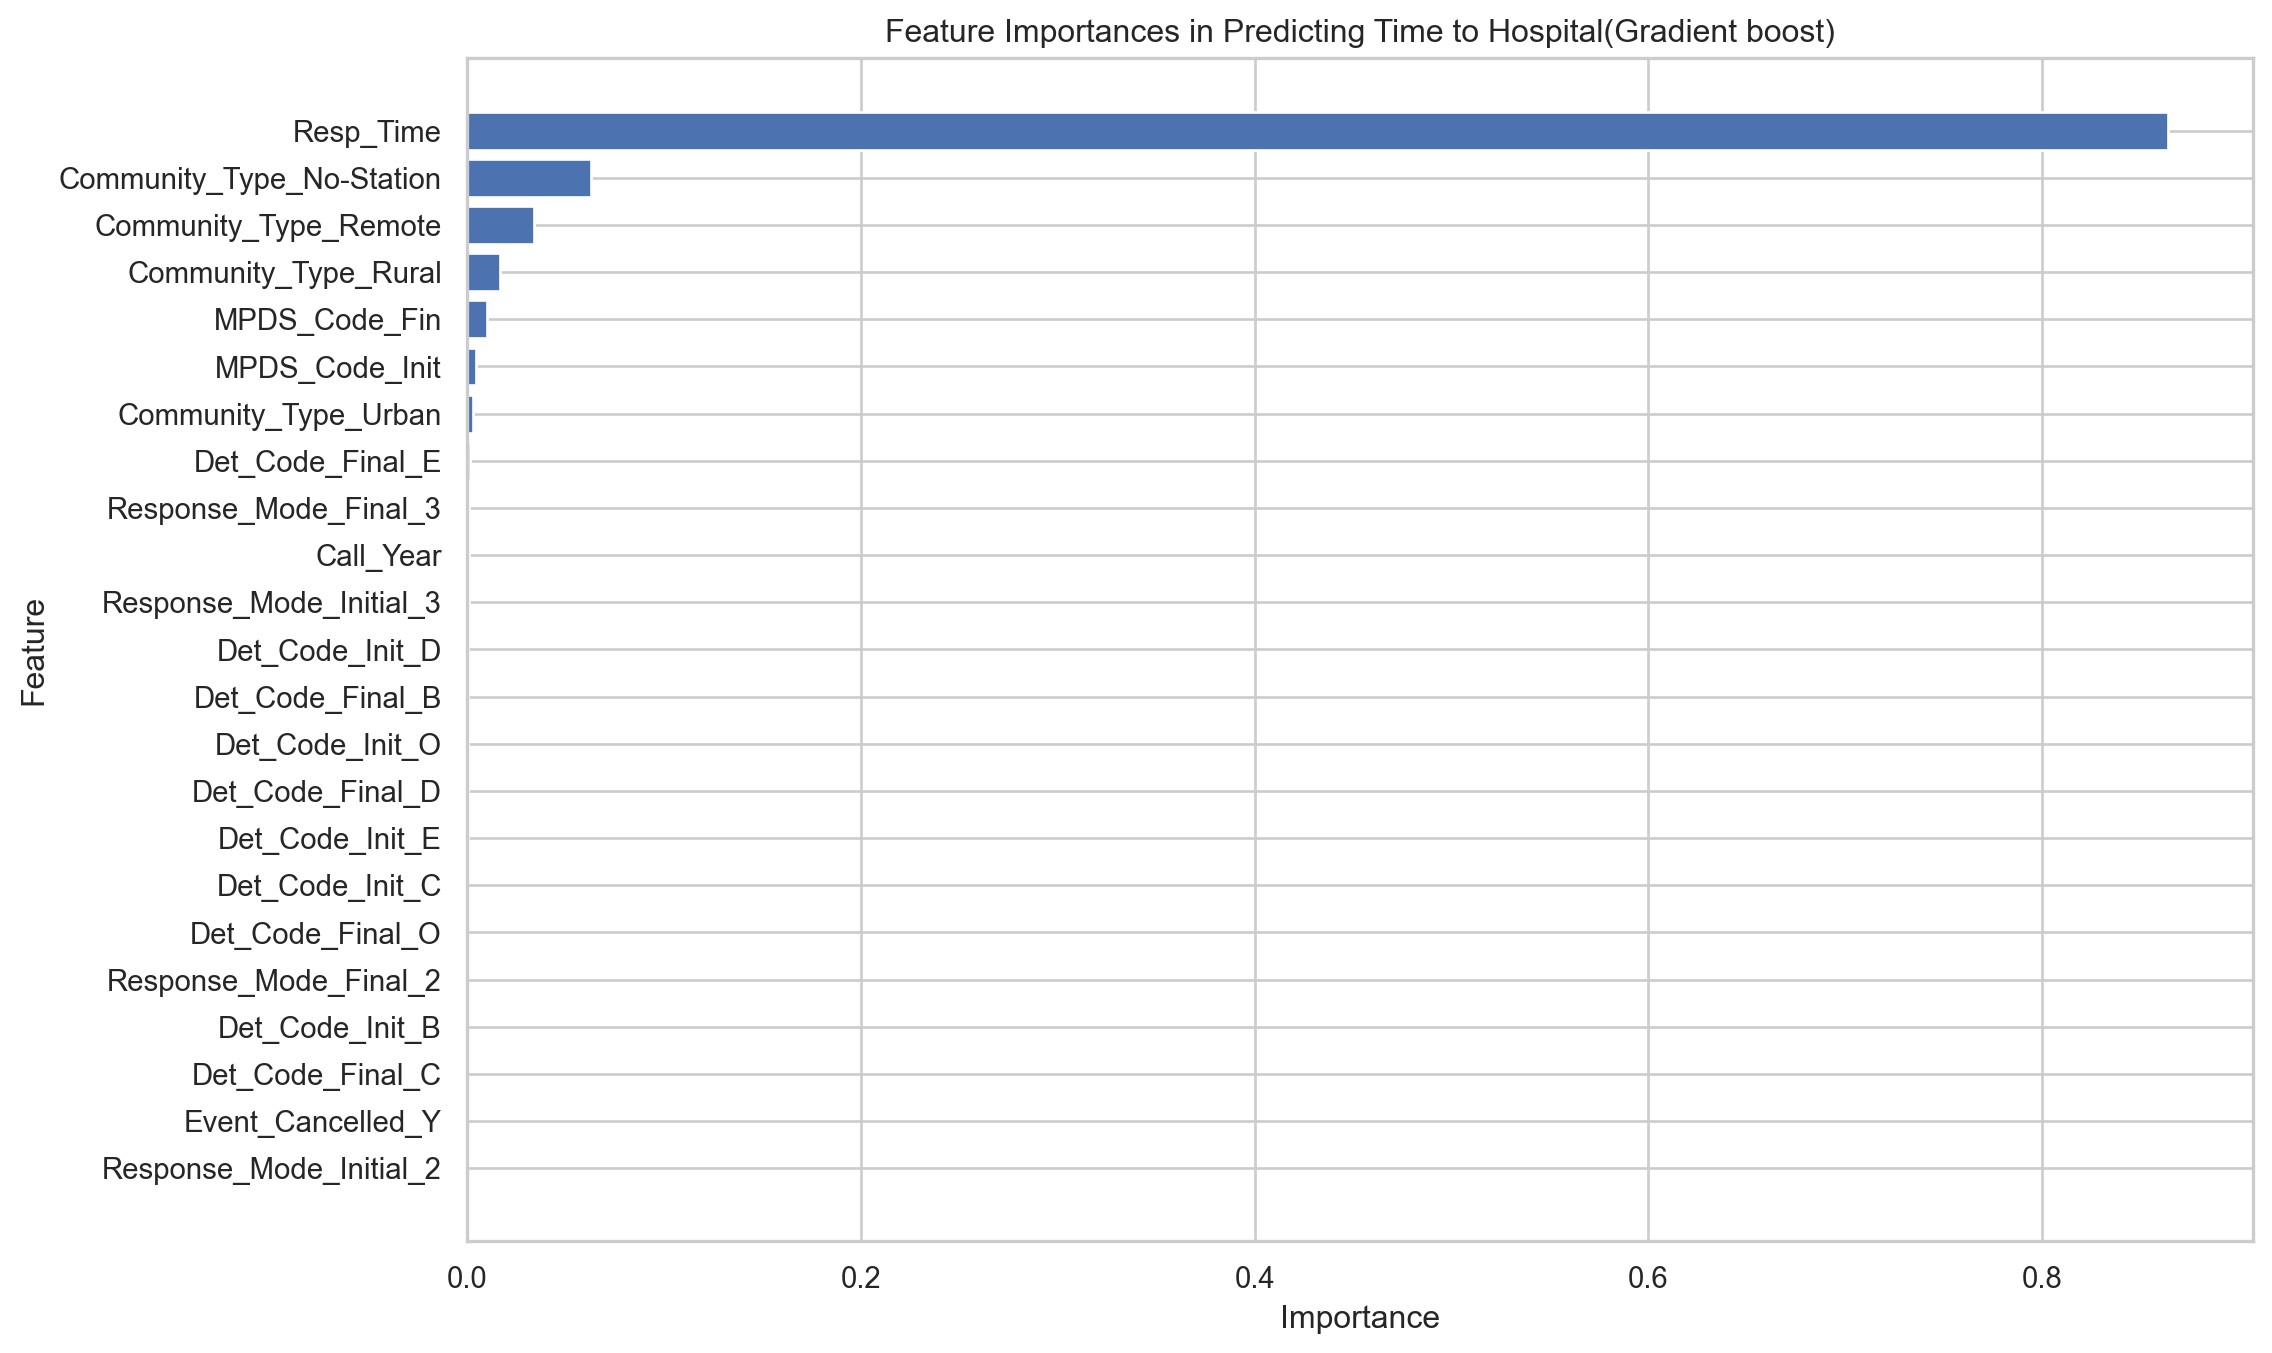 Feature Importances in Predicting Time to Hospital(Gradient boost)
Resp_Time
Community_Type_No-Station
Community_Type_Remote
Community_Type_Rural
MPDS_Code_Fin
MPDS_Code_Init
Community_Type_Urban
Det_Code_Final_E
Response_Mode_Final_3
Call_Year
Response_Mode_Initial_3
Det_Code_Init_D
Det_Code_Final_B
Det_Code_Init_O
Det_Code_Final_D
Det_Code_Init_E
Det_Code_Init_C
Det_Code_Final_O
Response_Mode_Final_2
Det_Code_Init_B
Det_Code_Final_C
Event_Cancelled_Y
Response_Mode_Initial_2
Feature
0.0 0.2 0.4 0.6 0.8
Importance